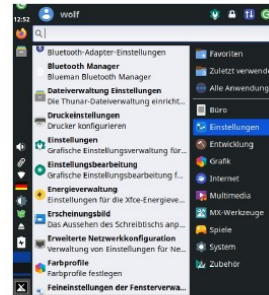 12:52
wolf
Bluetooth-Adapter-Einstellungen
Bluetooth Manager
Blueman Bluetooth Manager
Dateiverwaltung Einstellungen
Die Thunar-Dateiverwaltung einricht...
Druckeinstellungen
Drucker konfigurieren
Einstellungen
Grafische Einstellungsverwaltung für...
Einstellungsbearbeitung
Grafische Einstellungsbearbeitung f...
Energieverwaltung
Einstellungen für die Xfce-Energieve...
Erscheinungsbild
Das Aussehen des Schreibtischs anp...
Erweiterte Netzwerkkonfiguration
Verwaltung von Einstellungen für Ne...
Farbprofile
Farbprofile festlegen
Feineinstellungen der Fensterverwa...
Favoriten
Zuletzt verwende
Alle Anwendung
Büro
Einstellungen
Entwicklung
Grafik
Internet
Multimedia
MX-Werkzeuge
Spiele
System
Zubehör